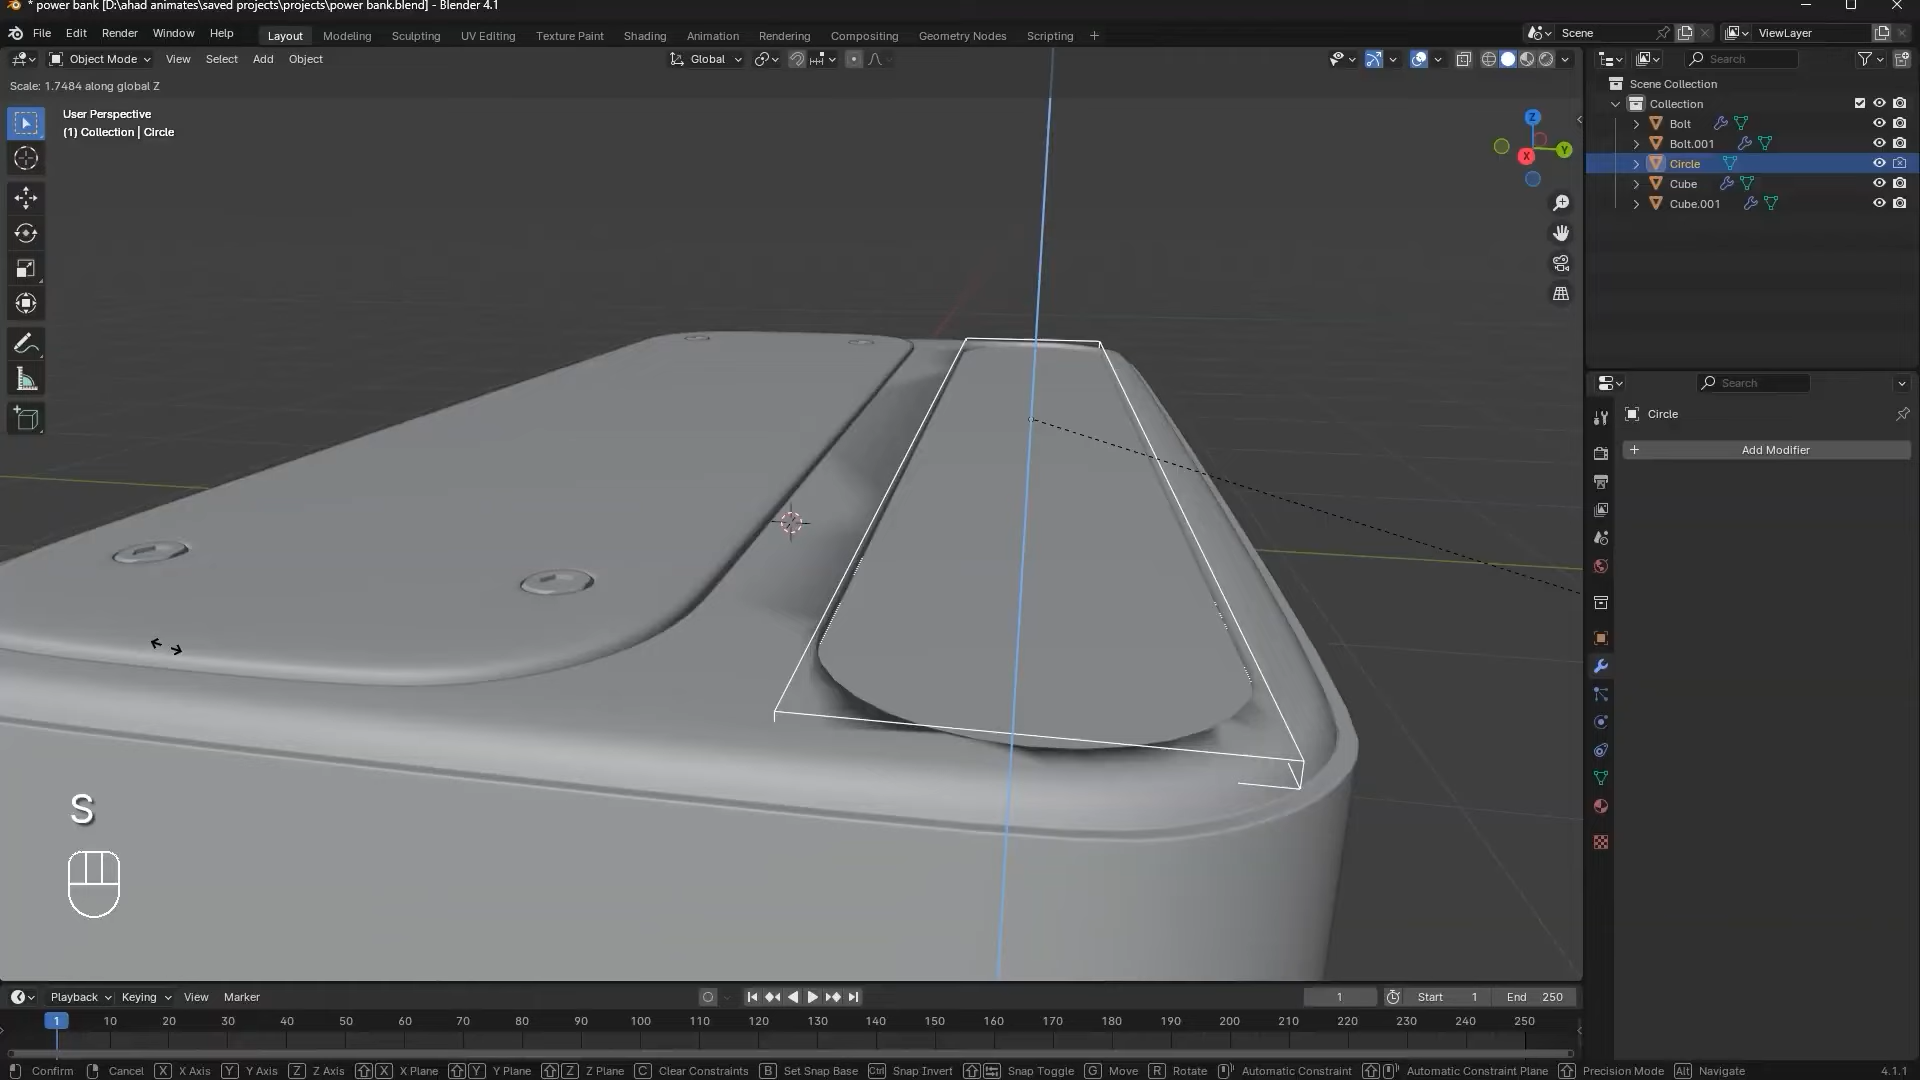 * power bank [D:\ahad animates\saved projects\projects\power bank.blend] - Blender 4.1
File Edit Render Window Help Layout Modeling Sculpting UV Editing Texture Paint Shading Animation Rendering Compositing Geometry Nodes Scripting + Scene ViewLayer
Object Mode View Select Add Object Global Search
Scale: 1.7484 along global Z
Scene Collection
Collection
User Perspective
(1) Collection | Circle
Bolt
Bolt.001
Circle
Cube
Cube.001
Z
Y
X
Search
Circle
+ Add Modifier
S
Playback Keying View Marker 1 Start 1 End 250
1 10 20 30 40 50 60 70 80 90 100 110 120 130 140 150 160 170 180 190 200 210 220 230 240 250
Confirm Cancel X X Axis Y Y Axis Z Z Axis X X Plane Y Y Plane Z Z Plane C Clear Constraints B Set Snap Base Ctrl Snap Invert Snap Toggle G Move R Rotate Automatic Constraint Automatic Constraint Plane Precision Mode Alt Navigate 4.1.1